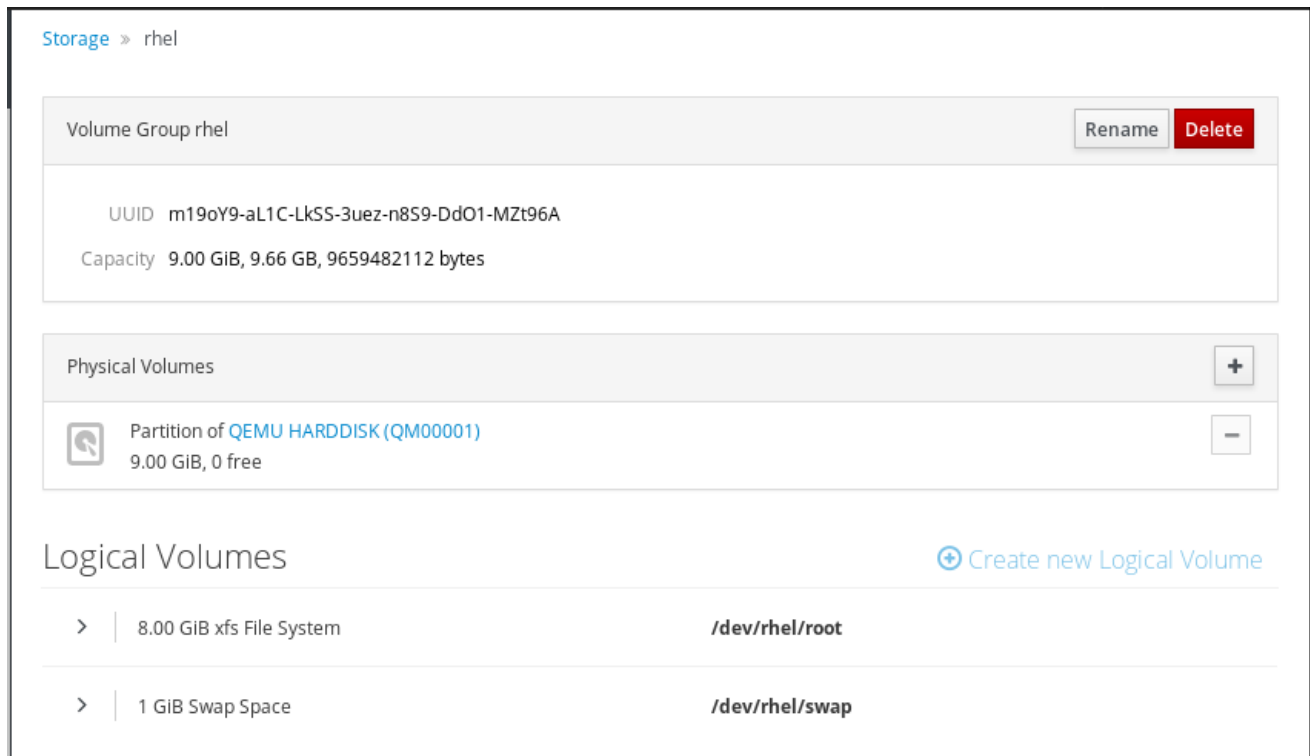 Storage » rhel
Volume Group rhel
Rename
Delete
UUID m19oY9-aL1C-LkSS-3uez-n8S9-DdO1-MZt96A
Capacity 9.00 GiB, 9.66 GB, 9659482112 bytes
Physical Volumes
Partition of QEMU HARDDISK (QM00001)
9.00 GiB, 0 free
Logical Volumes
Create new Logical Volume
8.00 GiB xfs File System /dev/rhel/root
1 GiB Swap Space /dev/rhel/swap